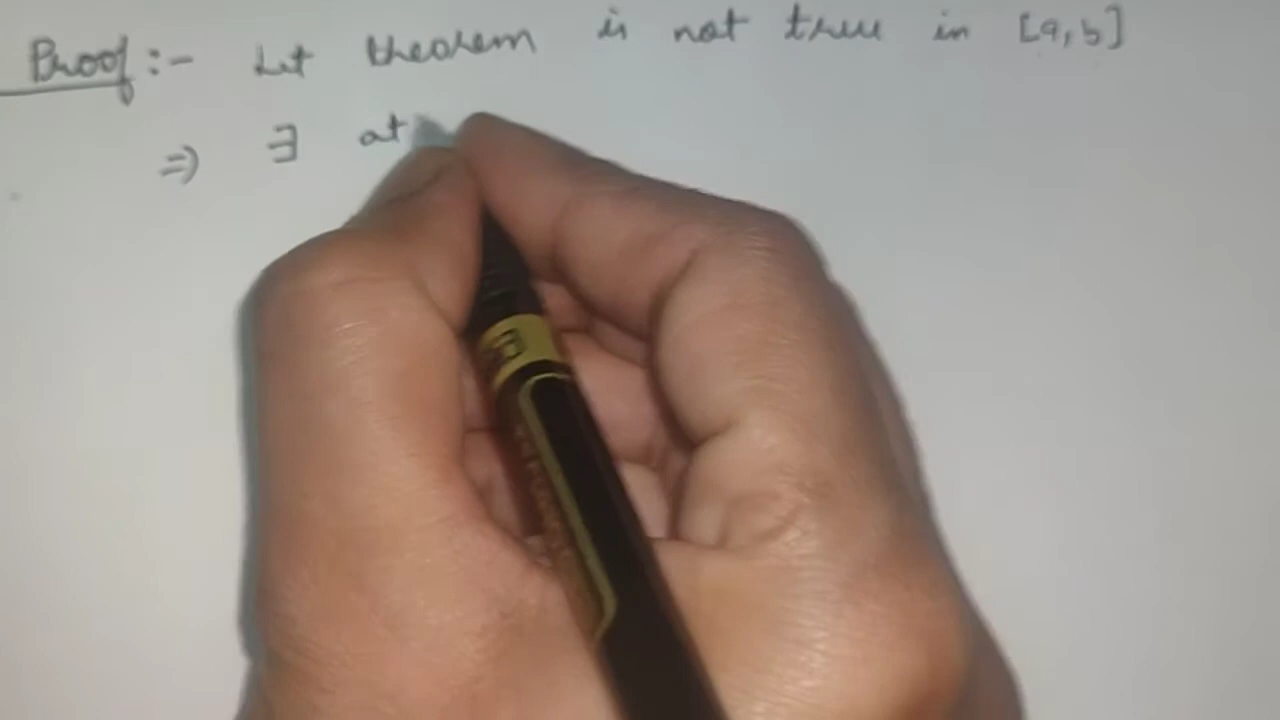 Proof :- Let theorem is not true in [a,b]
⇒ ∃ at